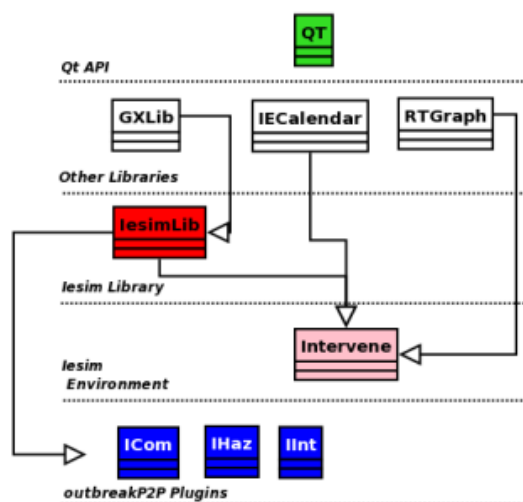 QT
Qt API
GXLib
IECalendar
RTGraph
Other Libraries
IesimLib
Iesim Library
Intervene
Iesim
Environment
ICom
IHaz
IInt
outbreakP2P Plugins